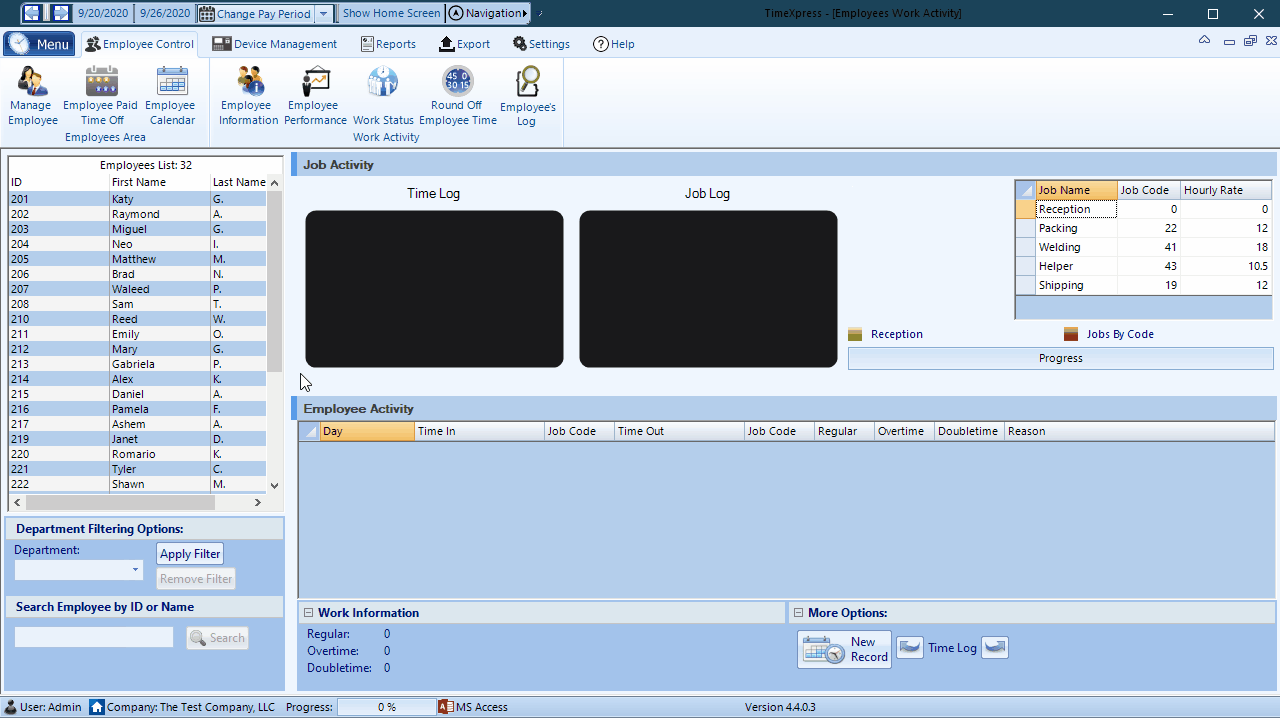 9/20/2020 9/26/2020 Change Pay Period Show Home Screen Navigation TimeXpress - [Employees Work Activity]
Menu Employee Control Device Management Reports Export Settings Help
Manage Employee
Employee Paid Time Off
Employee Calendar
Employees Area
Employee Information
Employee Performance
Work Status
45 0 30 15
Round Off Employee Time
Employee's Log
Work Activity
Employees List: 32
ID First Name Last Name
201 Katy G.
202 Raymond A.
203 Miguel G.
204 Neo I.
205 Matthew M.
206 Brad N.
207 Waleed P.
208 Sam T.
210 Reed W.
211 Emily O.
212 Mary G.
213 Gabriela P.
214 Alex K.
215 Daniel A.
216 Pamela F.
217 Ashem A.
219 Janet D.
220 Romario K.
221 Tyler C.
222 Shawn M.
Department Filtering Options:
Department:
Apply Filter
Remove Filter
Search Employee by ID or Name
Search
Job Activity
Time Log Job Log
Job Name Job Code Hourly Rate
Reception 0 0
Packing 22 12
Welding 41 18
Helper 43 10.5
Shipping 19 12
Reception Jobs By Code
Progress
Employee Activity
Day Time In Job Code Time Out Job Code Regular Overtime Doubletime Reason
Work Information
Regular: 0
Overtime: 0
Doubletime: 0
More Options:
New Record
Time Log
User: Admin Company: The Test Company, LLC Progress: 0 % MS Access Version 4.4.0.3